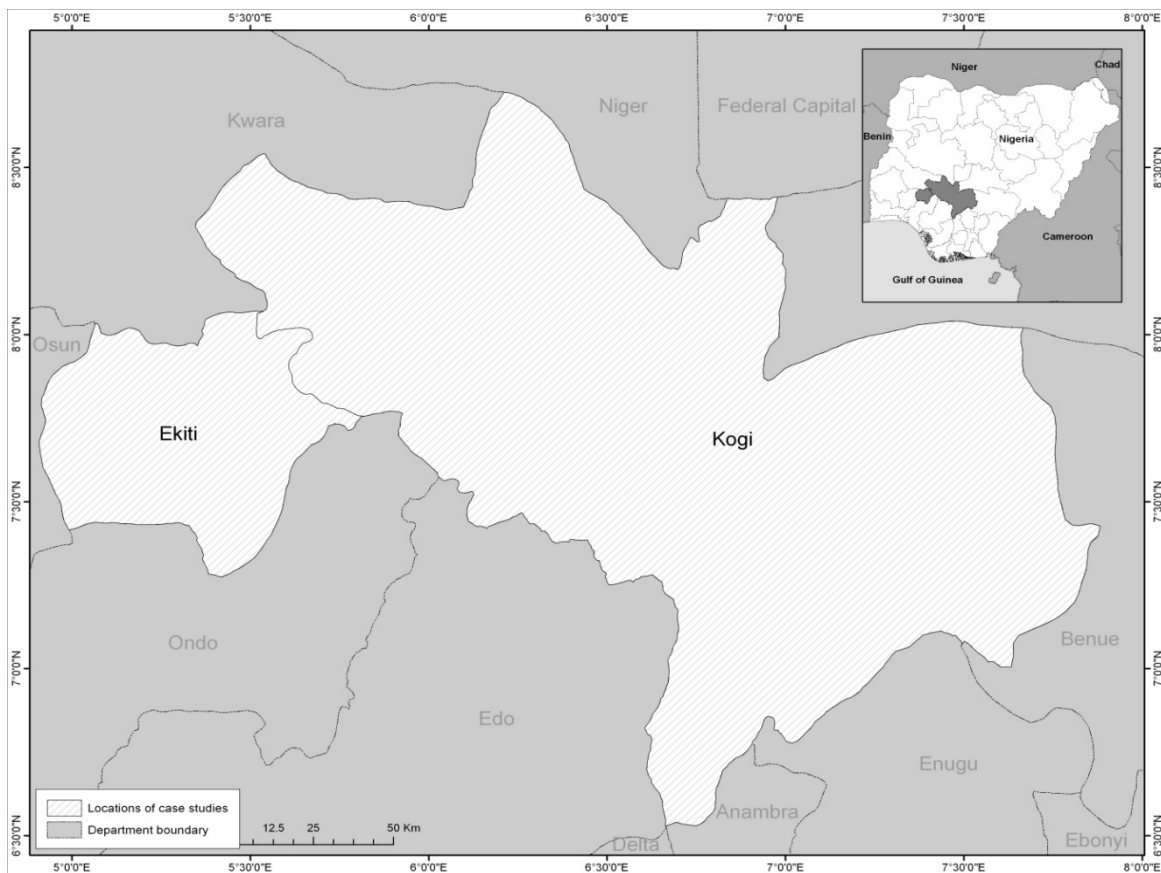 5°0'0"E
5°30'0"E
6°0'0"E
6°30'0"E
7°0'0"E
7°30'0"E
8°0'0"E
8°30'0"N
8°0'0"N
7°30'0"N
7°0'0"N
6°30'0"N
Kwara
Niger
Federal Capital
Niger
Chad
Benin
Nigeria
Cameroon
Gulf of Guinea
8°30'0"N
8°0'0"N
7°30'0"N
7°0'0"N
6°30'0"N
Osun
Ekiti
Kogi
Ondo
Edo
Benue
Enugu
Anambra
Delta
Ebonyi
Locations of case studies
Department boundary
12.5 25 50 Km
5°0'0"E
5°30'0"E
6°0'0"E
6°30'0"E
7°0'0"E
7°30'0"E
8°0'0"E